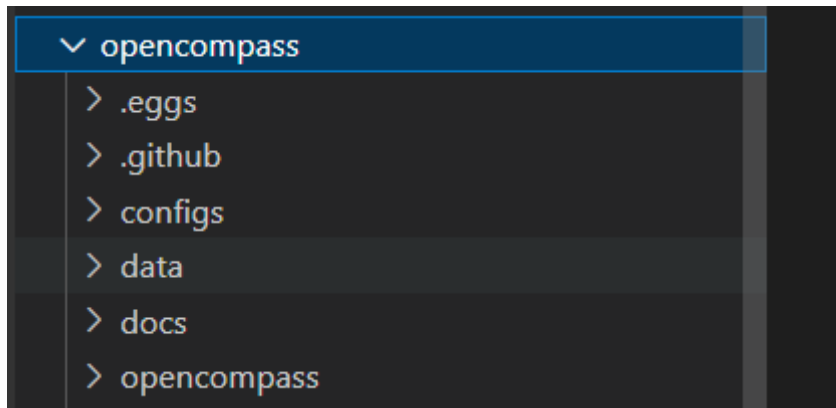 opencompass
.eggs
.github
configs
data
docs
opencompass